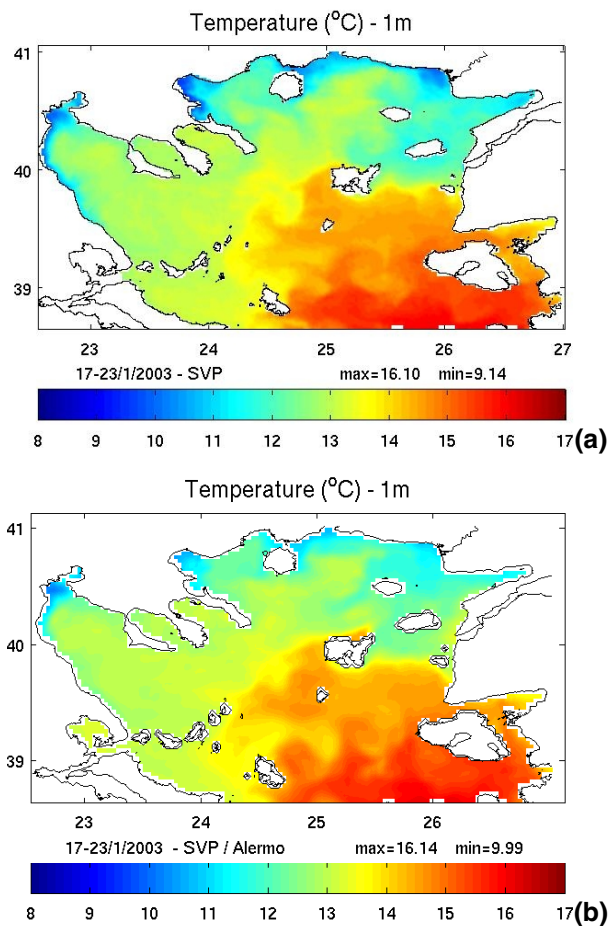 Temperature (°C) - 1m
41
40
39
23 24 25 26 27
17-23/1/2003 - SVP max=16.10 min=9.14
8 9 10 11 12 13 14 15 16 17 (a)
Temperature (°C) - 1m
41
40
39
23 24 25 26
17-23/1/2003 - SVP / Alermo max=16.14 min=9.99
8 9 10 11 12 13 14 15 16 17 (b)